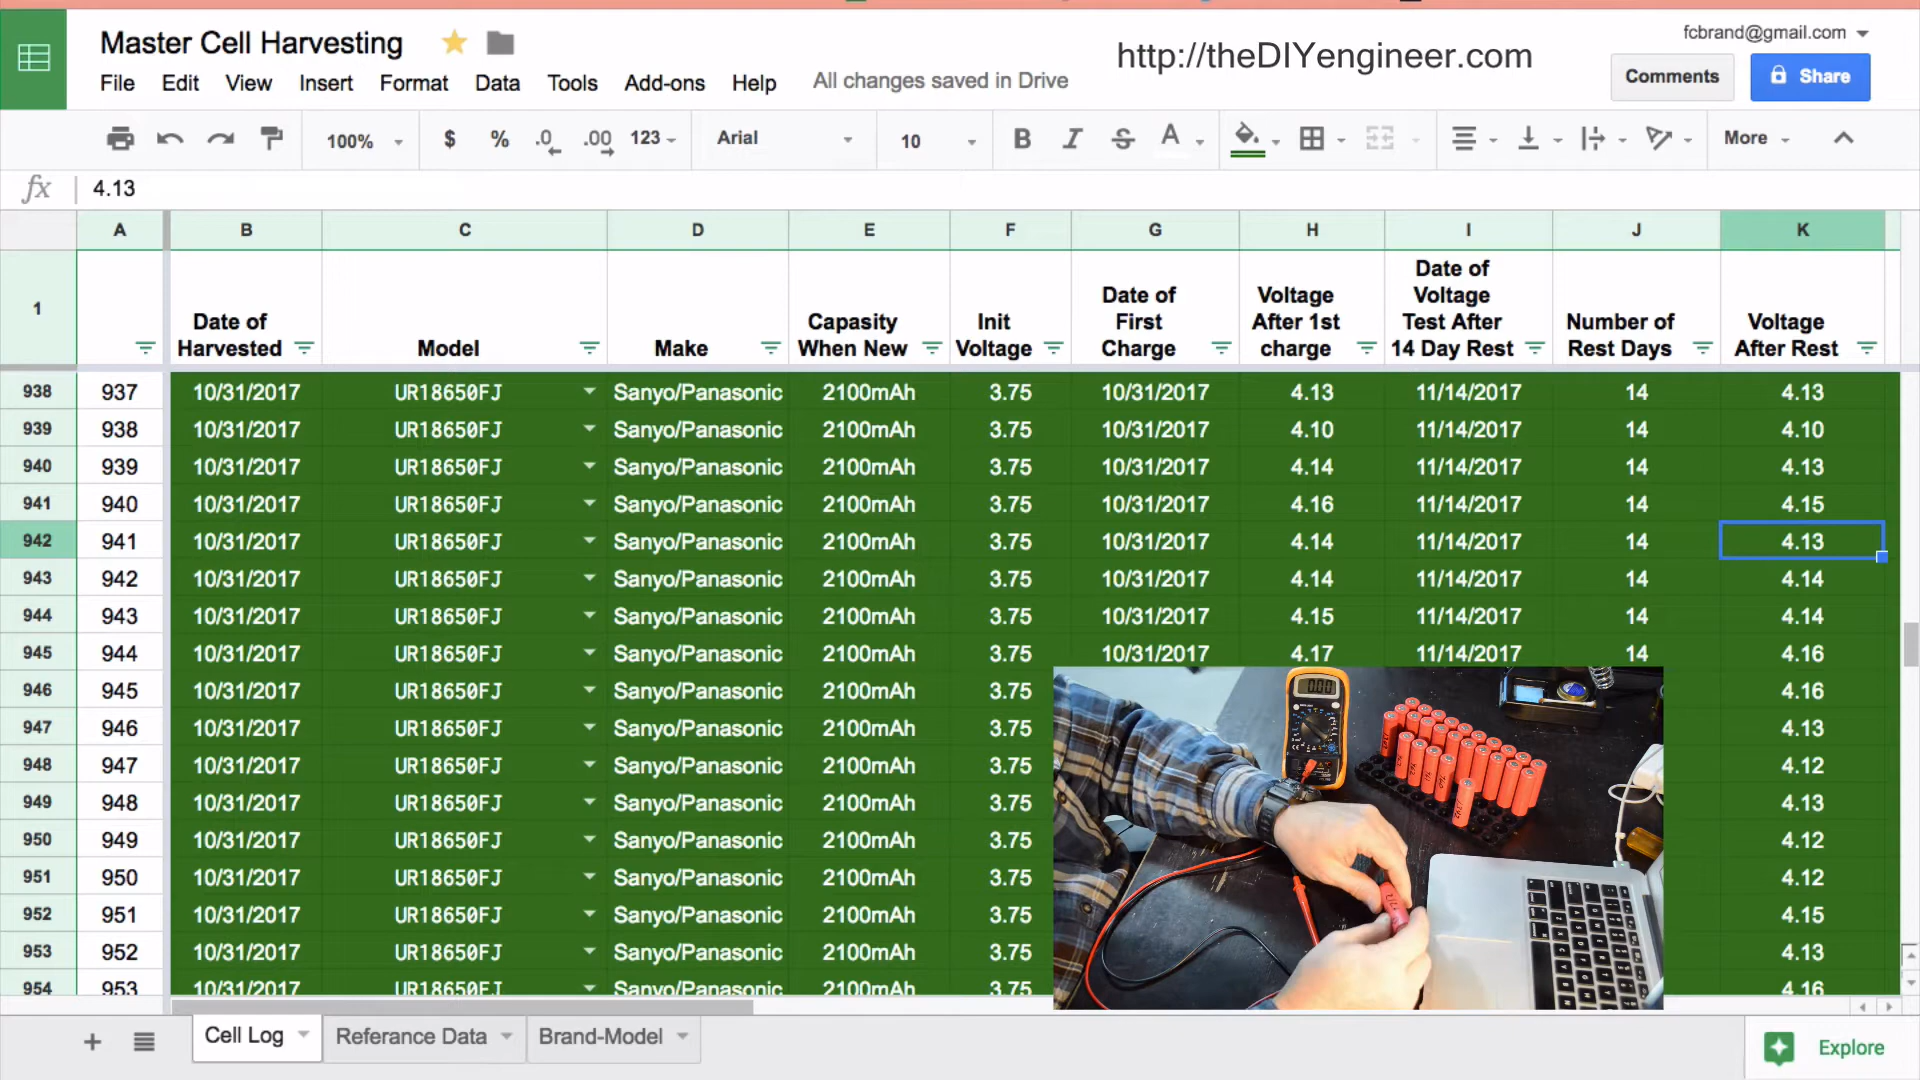 Master Cell Harvesting
http://theDIYengineer.com
fcbrand@gmail.com
File Edit View Insert Format Data Tools Add-ons Help All changes saved in Drive
Comments Share
100% $ % .0 .00 123 Arial 10 B I S A More
fx 4.13
A B C D E F G H I J K
1 Date of Harvested Model Make Capasity When New Init Voltage Date of First Charge Voltage After 1st charge Date of Voltage Test After 14 Day Rest Number of Rest Days Voltage After Rest
938 937 10/31/2017 UR18650FJ Sanyo/Panasonic 2100mAh 3.75 10/31/2017 4.13 11/14/2017 14 4.13
939 938 10/31/2017 UR18650FJ Sanyo/Panasonic 2100mAh 3.75 10/31/2017 4.10 11/14/2017 14 4.10
940 939 10/31/2017 UR18650FJ Sanyo/Panasonic 2100mAh 3.75 10/31/2017 4.14 11/14/2017 14 4.13
941 940 10/31/2017 UR18650FJ Sanyo/Panasonic 2100mAh 3.75 10/31/2017 4.16 11/14/2017 14 4.15
942 941 10/31/2017 UR18650FJ Sanyo/Panasonic 2100mAh 3.75 10/31/2017 4.14 11/14/2017 14 4.13
943 942 10/31/2017 UR18650FJ Sanyo/Panasonic 2100mAh 3.75 10/31/2017 4.14 11/14/2017 14 4.14
944 943 10/31/2017 UR18650FJ Sanyo/Panasonic 2100mAh 3.75 10/31/2017 4.15 11/14/2017 14 4.14
945 944 10/31/2017 UR18650FJ Sanyo/Panasonic 2100mAh 3.75 10/31/2017 4.17 11/14/2017 14 4.16
946 945 10/31/2017 UR18650FJ Sanyo/Panasonic 2100mAh 3.75 4.16
947 946 10/31/2017 UR18650FJ Sanyo/Panasonic 2100mAh 3.75 4.13
948 947 10/31/2017 UR18650FJ Sanyo/Panasonic 2100mAh 3.75 4.12
949 948 10/31/2017 UR18650FJ Sanyo/Panasonic 2100mAh 3.75 4.13
950 949 10/31/2017 UR18650FJ Sanyo/Panasonic 2100mAh 3.75 4.12
951 950 10/31/2017 UR18650FJ Sanyo/Panasonic 2100mAh 3.75 4.12
952 951 10/31/2017 UR18650FJ Sanyo/Panasonic 2100mAh 3.75 4.15
953 952 10/31/2017 UR18650FJ Sanyo/Panasonic 2100mAh 3.75 4.13
954 953 10/31/2017 UR18650FJ Sanyo/Panasonic 2100mAh 3.75 4.16
0.00
Cell Log Referance Data Brand-Model Explore